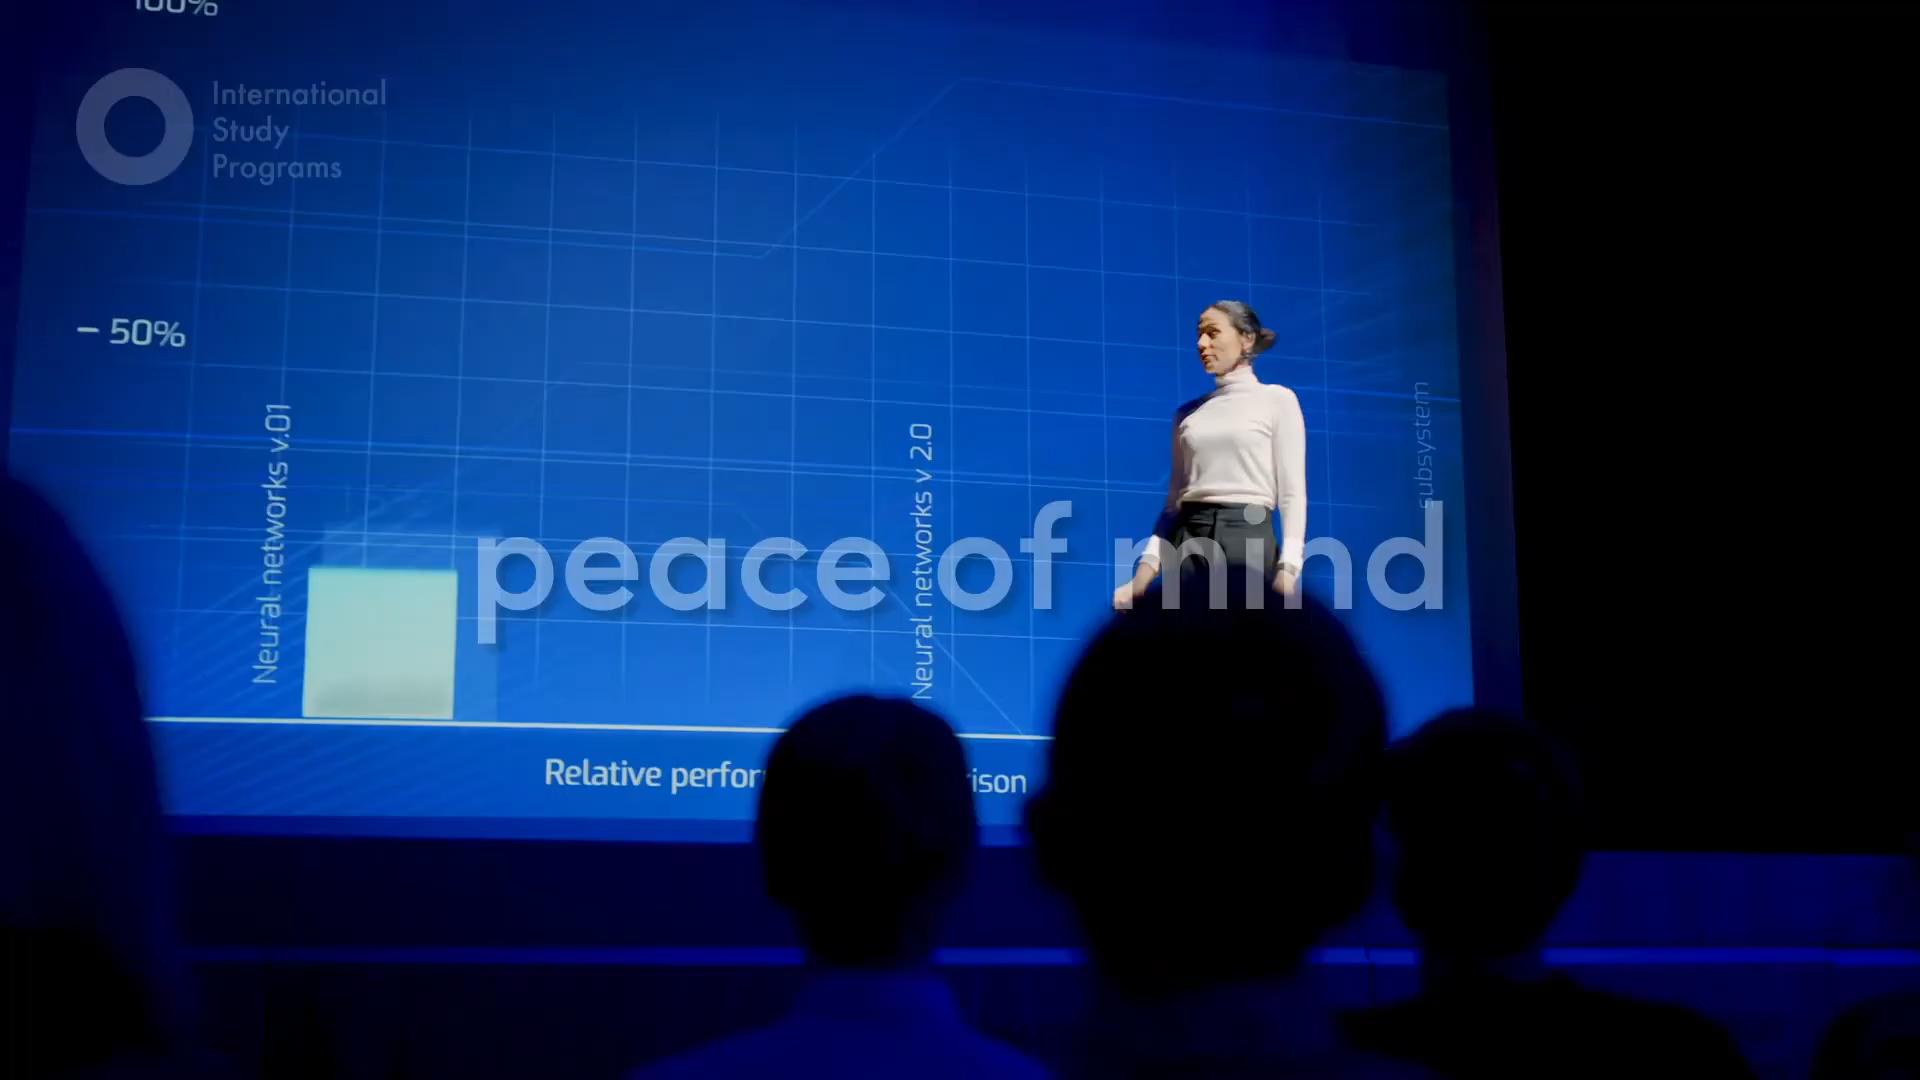 100%
International
Study
Programs
– 50%
Neural networks v.01
Neural networks v 2.0
subsystem
peace of mind
Relative perfor
rison